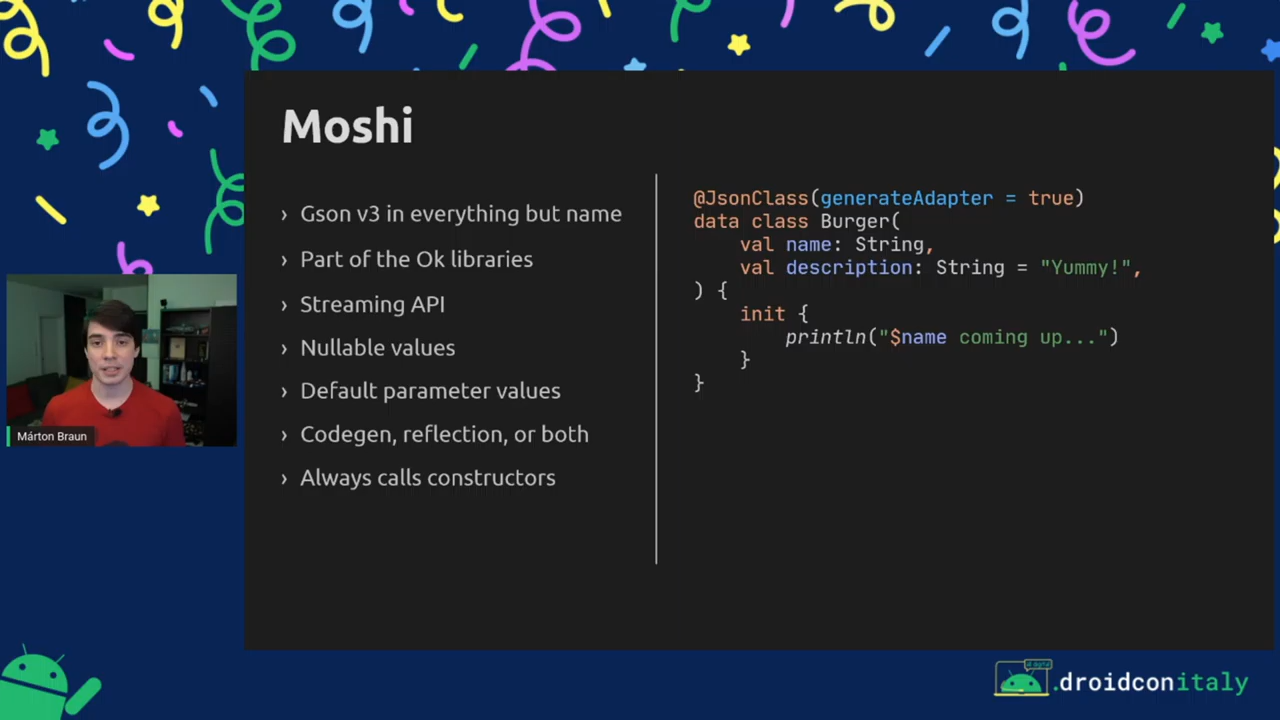 Moshi
› Gson v3 in everything but name
› Part of the Ok libraries
› Streaming API
› Nullable values
› Default parameter values
› Codegen, reflection, or both
› Always calls constructors
@JsonClass(generateAdapter = true)
data class Burger(
    val name: String,
    val description: String = "Yummy!",
) {
    init {
        println("$name coming up...")
    }
}
Márton Braun
.droidconitaly